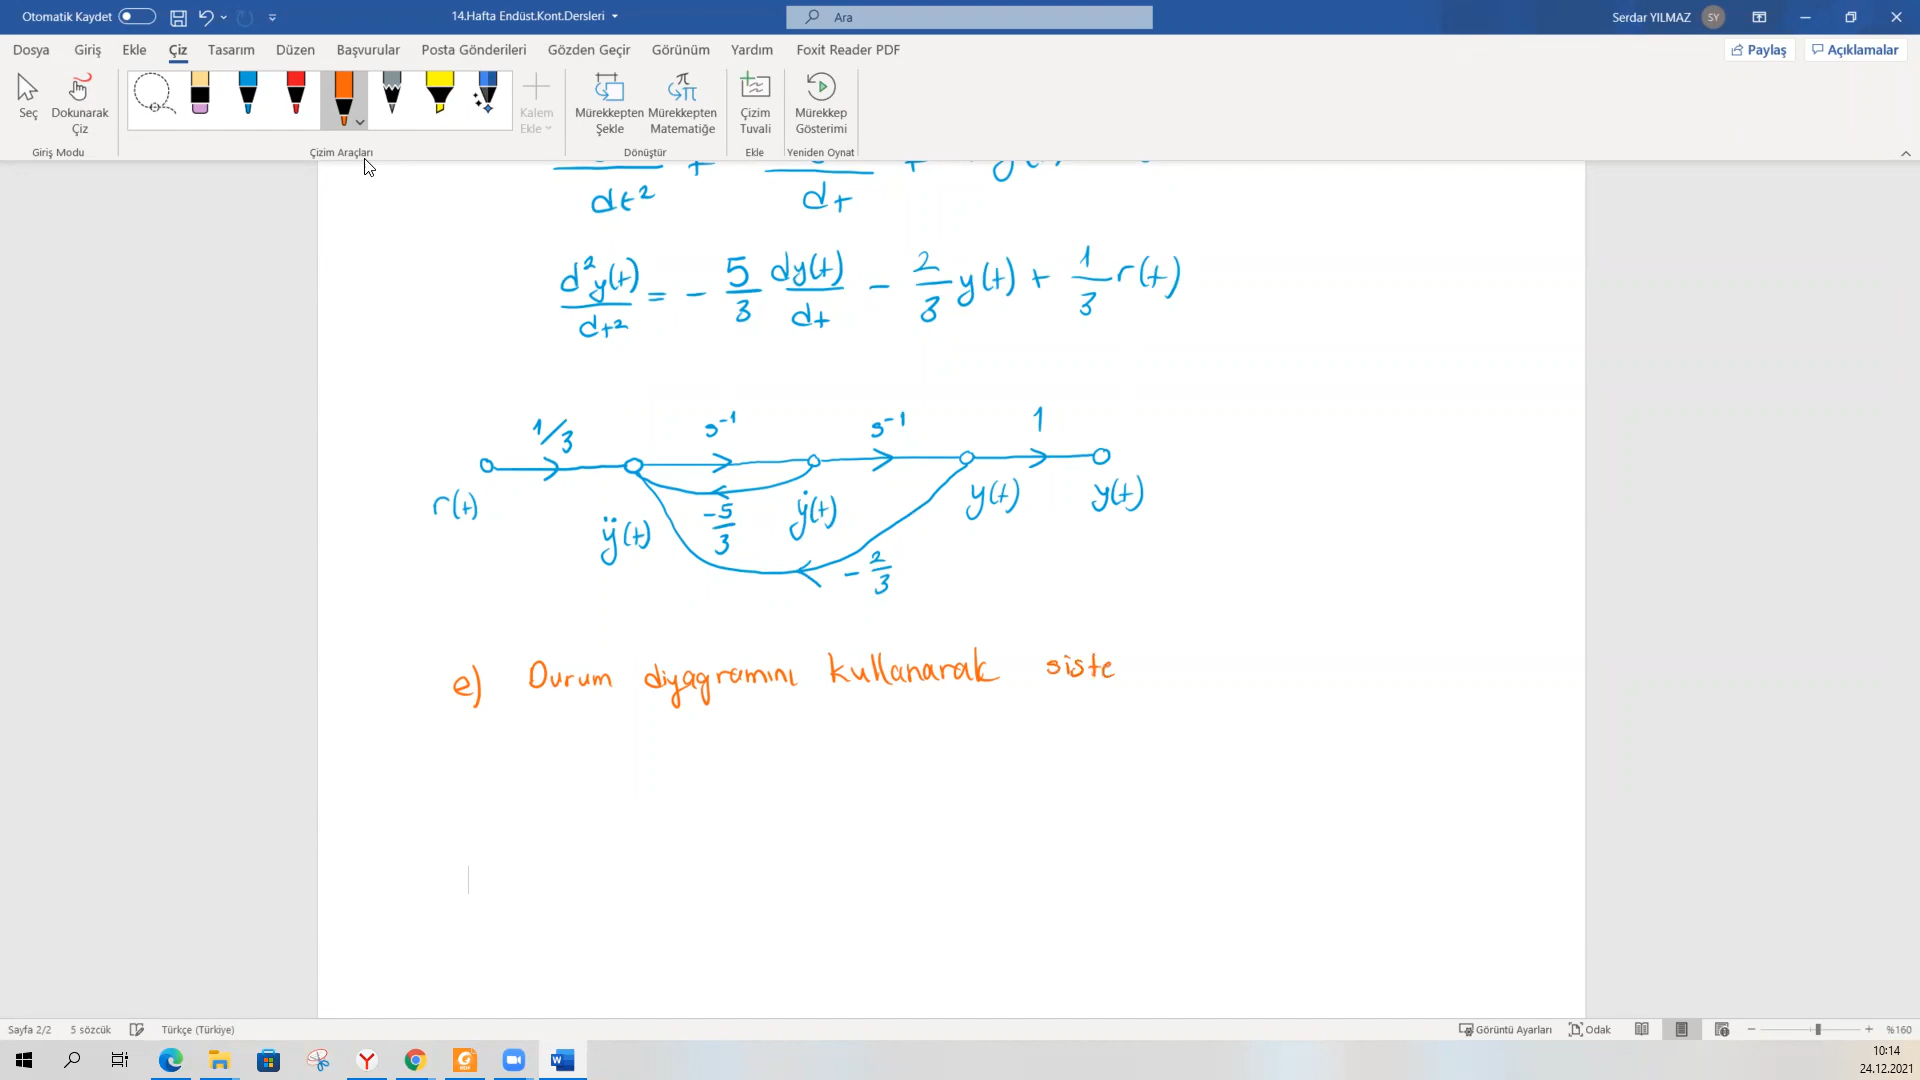 Otomatik Kaydet
14.Hafta Endüst.Kont.Dersleri
Ara
Serdar YILMAZ SY
Dosya Giriş Ekle Çiz Tasarım Düzen Başvurular Posta Gönderileri Gözden Geçir Görünüm Yardım Foxit Reader PDF
Paylaş Açıklamalar
Seç Dokunarak Çiz
Kalem Ekle
Mürekkepten Şekle Mürekkepten Matematiğe
Çizim Tuvali
Mürekkep Gösterimi
Giriş Modu Çizim Araçları Dönüştür Ekle Yeniden Oynat
dt² + dt +
d²y(t)/dt² = - 5/3 dy(t)/dt - 2/3 y(t) + 1/3 r(t)
1/3 s⁻¹ s⁻¹ 1
r(t) ÿ(t) -5/3 ẏ(t) y(t) y(t)
- 2/3
e) Durum diyagramını kullanarak siste
Sayfa 2/2 5 sözcük Türkçe (Türkiye) Görüntü Ayarları Odak %160
10:14
24.12.2021